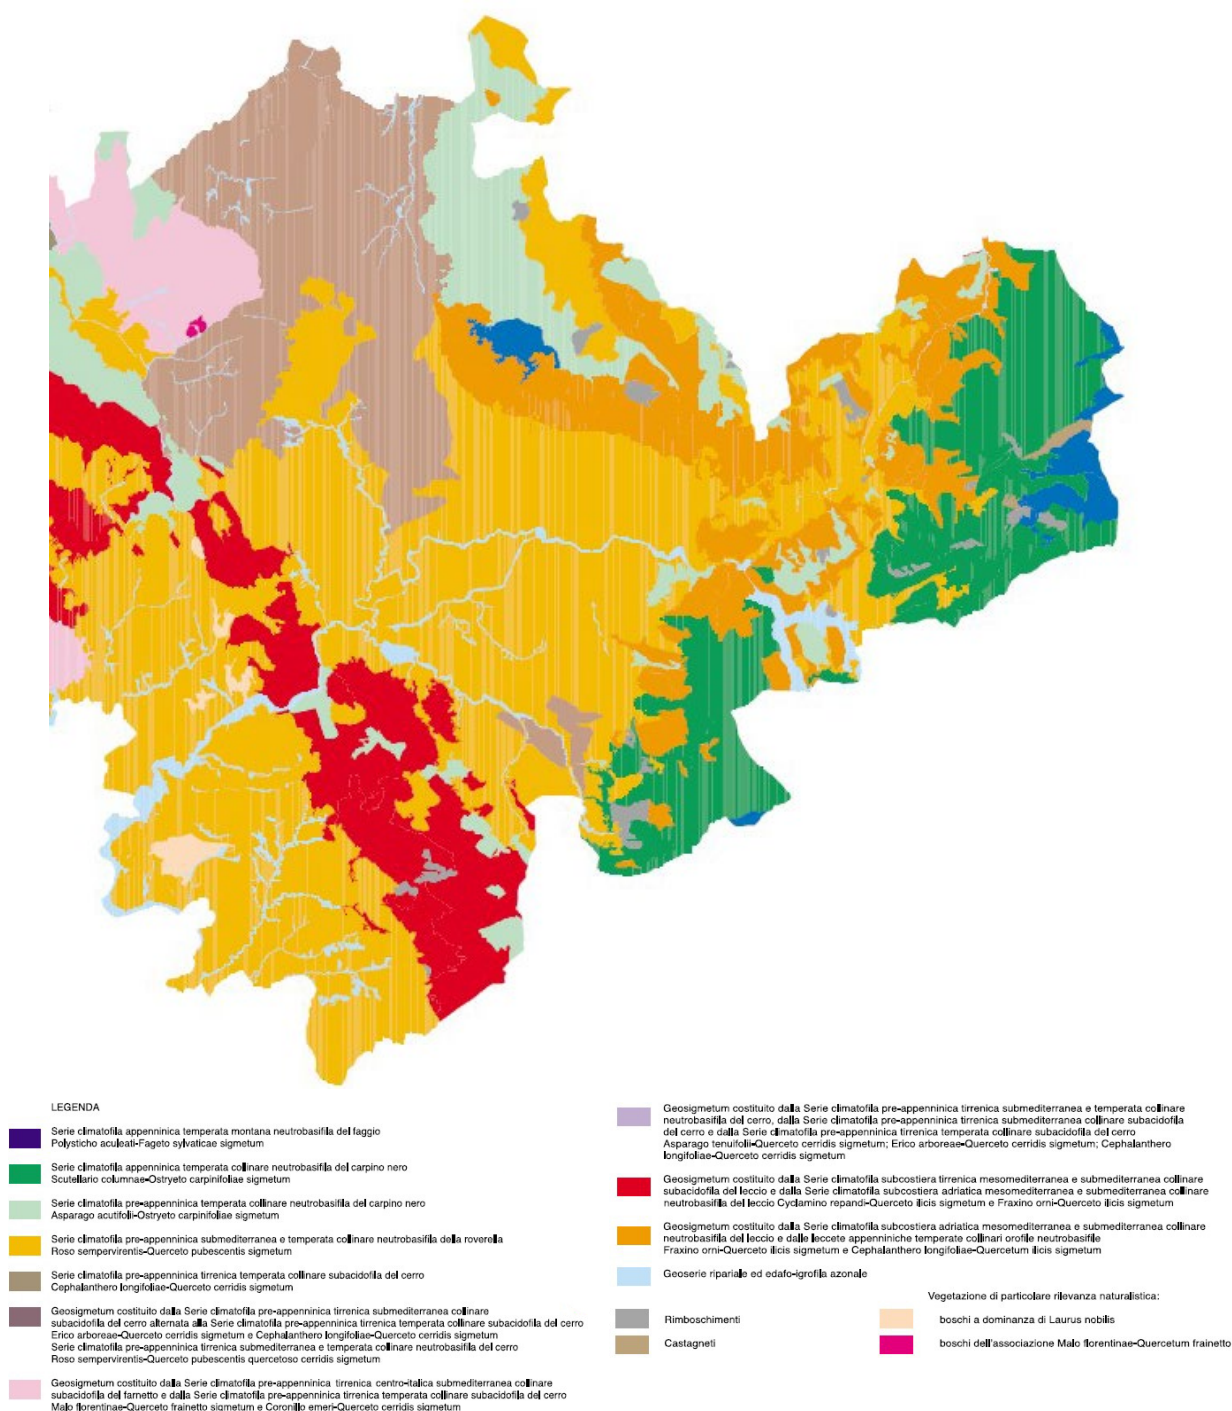 LEGENDA
Serie climatofila appenninica temperata montana neutrobasifila del faggio
Polysticho aculeati-Fageto sylvaticae sigmetum
Serie climatofila appenninica temperata collinare neutrobasifila del carpino nero
Scutellario columnae-Ostryeto carpinifoliae sigmetum
Serie climatofila pre-appenninica temperata collinare neutrobasifila del carpino nero
Asparago acutifolii-Ostryeto carpinifoliae sigmetum
Serie climatofila pre-appenninica submediterranea e temperata collinare neutrobasifila della roverella
Roso sempervirentis-Querceto pubescentis sigmetum
Serie climatofila pre-appenninica tirrenica temperata collinare subacidofila del cerro
Cephalanthero longifoliae-Querceto cerridis sigmetum
Geosigmetum costituito dalla Serie climatofila pre-appenninica tirrenica submediterranea collinare
subacidofila del cerro alternata alla Serie climatofila pre-appenninica tirrenica temperata collinare subacidofila del cerro
Erico arboreae-Querceto cerridis sigmetum e Cephalanthero longifoliae-Querceto cerridis sigmetum
Serie climatofila pre-appenninica tirrenica submediterranea e temperata collinare neutrobasifila del cerro
Roso sempervirentis-Querceto pubescentis quercetoso cerridis sigmetum
Geosigmetum costituito dalla Serie climatofila pre-appenninica tirrenica centro-italica submediterranea collinare
subacidofila del farnetto e dalla Serie climatofila pre-appenninica tirrenica temperata collinare subacidofila del cerro
Malo florentinae-Querceto frainetto sigmetum e Coronillo emeri-Querceto cerridis sigmetum
Geosigmetum costituito dalla Serie climatofila pre-appenninica tirrenica submediterranea e temperata collinare
neutrobasifila del cerro, dalla Serie climatofila pre-appenninica tirrenica submediterranea collinare subacidofila
del cerro e dalla Serie climatofila pre-appenninica tirrenica temperata collinare subacidofila del cerro
Asparago tenuifolii-Querceto cerridis sigmetum; Erico arboreae-Querceto cerridis sigmetum; Cephalanthero
longifoliae-Querceto cerridis sigmetum
Geosigmetum costituito dalla Serie climatofila subcostiera tirrenica mesomediterranea e submediterranea collinare
subacidofila del leccio e dalla Serie climatofila subcostiera adriatica mesomediterranea e submediterranea collinare
neutrobasifila del leccio Cyclamino repandi-Querceto ilicis sigmetum e Fraxino orni-Querceto ilicis sigmetum
Geosigmetum costituito dalla Serie climatofila subcostiera adriatica mesomediterranea e submediterranea collinare
neutrobasifila del leccio e dalle leccete appenniniche temperate collinari orofile neutrobasifile
Fraxino orni-Querceto ilicis sigmetum e Cephalanthero longifoliae-Quercetum ilicis sigmetum
Geoserie ripariale ed edafo-igrofila azonale
Rimboschimenti
Castagneti
Vegetazione di particolare rilevanza naturalistica:
boschi a dominanza di Laurus nobilis
boschi dell'associazione Malo florentinae-Quercetum frainetto